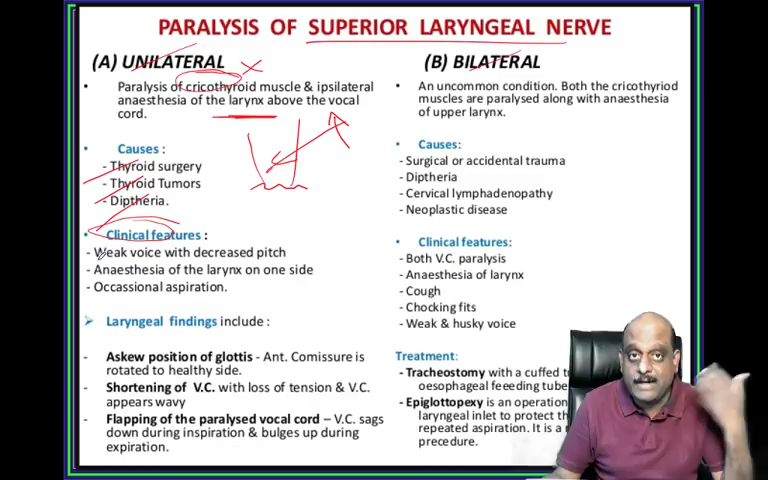 PARALYSIS OF SUPERIOR LARYNGEAL NERVE
(A) UNILATERAL
• Paralysis of cricothyroid muscle & ipsilateral
anaesthesia of the larynx above the vocal
cord.
• Causes :
- Thyroid surgery
- Thyroid Tumors
- Diptheria.
• Clinical features :
- Weak voice with decreased pitch
- Anaesthesia of the larynx on one side
- Occassional aspiration.
➢ Laryngeal findings include :
- Askew position of glottis - Ant. Comissure is
rotated to healthy side.
- Shortening of V.C. with loss of tension & V.C.
appears wavy
- Flapping of the paralysed vocal cord – V.C. sags
down during inspiration & bulges up during
expiration.
(B) BILATERAL
• An uncommon condition. Both the cricothyriod
muscles are paralysed along with anaesthesia
of upper larynx.
• Causes:
- Surgical or accidental trauma
- Diptheria
- Cervical lymphadenopathy
- Neoplastic disease
• Clinical features:
- Both V.C. paralysis
- Anaesthesia of larynx
- Cough
- Chocking fits
- Weak & husky voice
Treatment:
- Tracheostomy with a cuffed
oesophageal feeding tube
- Epiglottopexy is an operation
laryngeal inlet to protect
repeated aspiration. It is a
procedure.